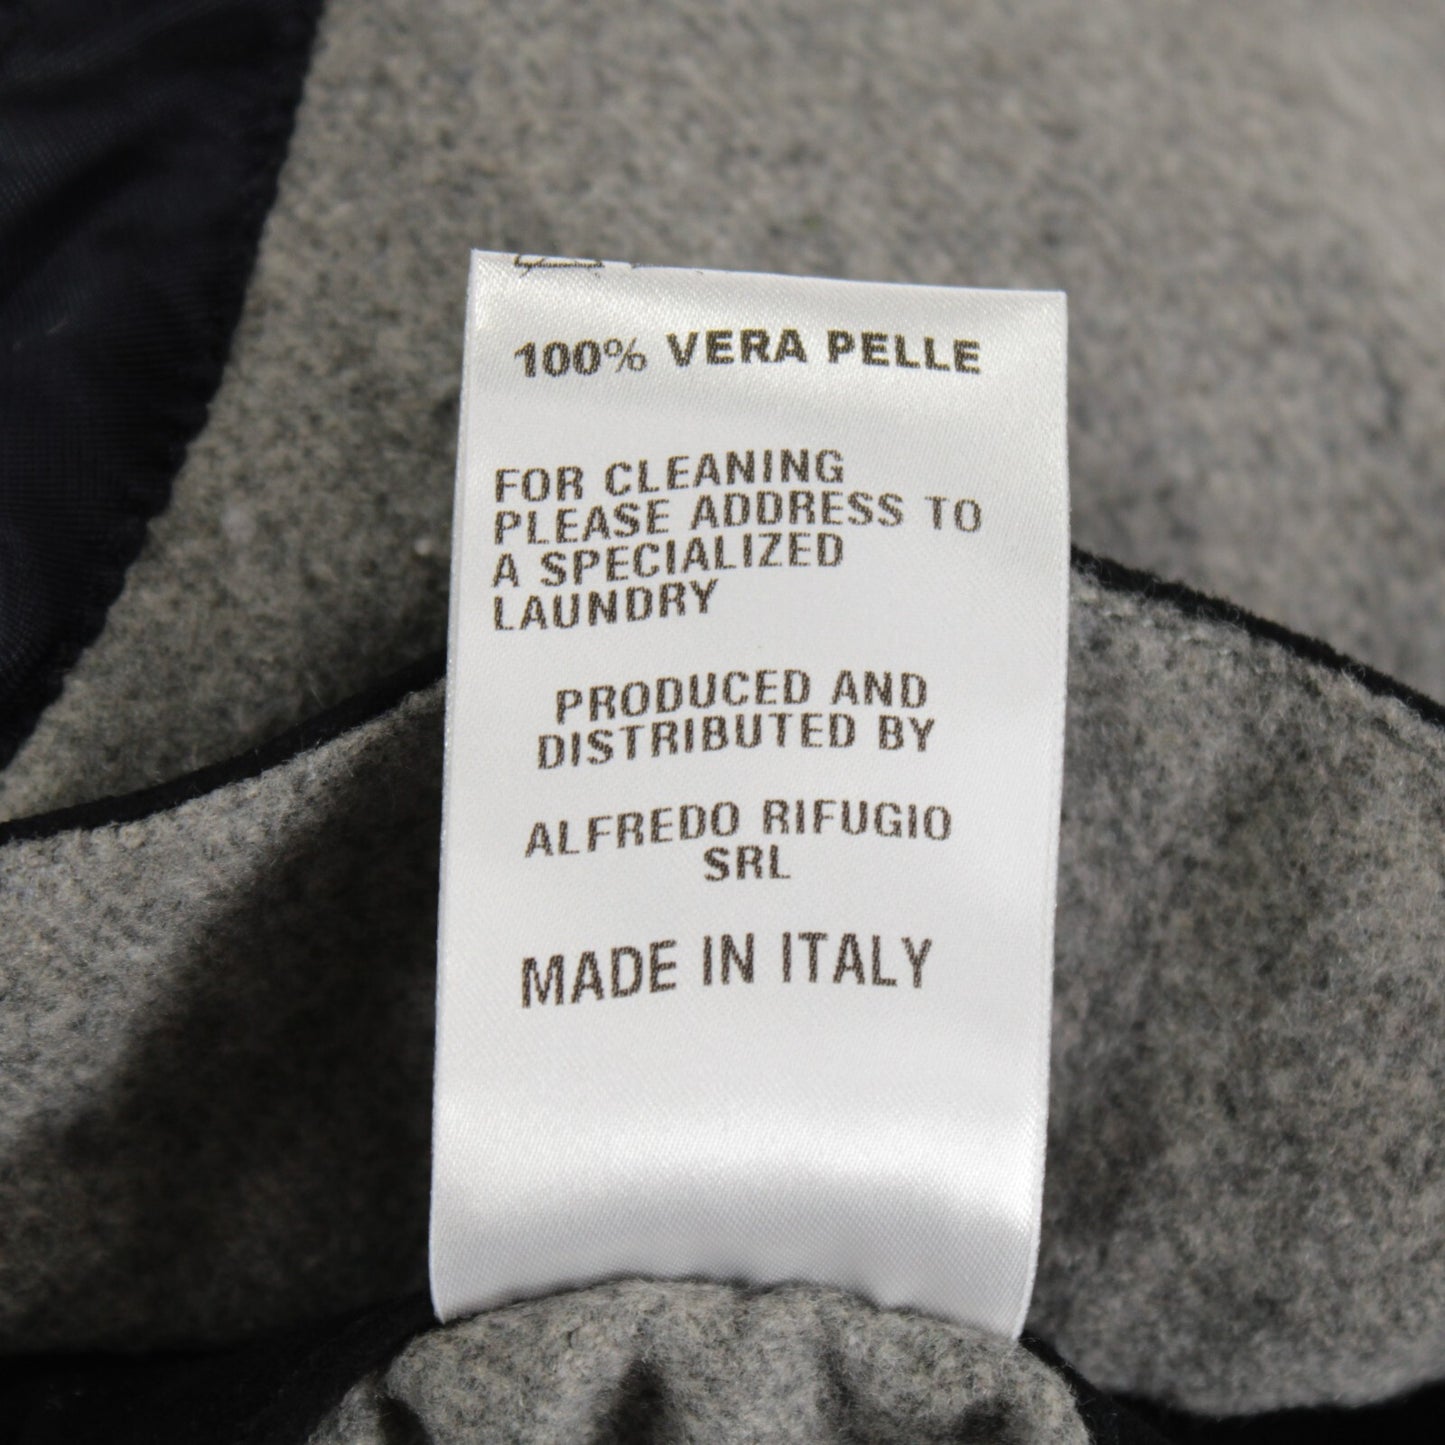 100% VERA PELLE
FOR CLEANING
PLEASE ADDRESS TO
A SPECIALIZED
LAUNDRY
PRODUCED AND
DISTRIBUTED BY
ALFREDO RIFUGIO
SRL
MADE IN ITALY